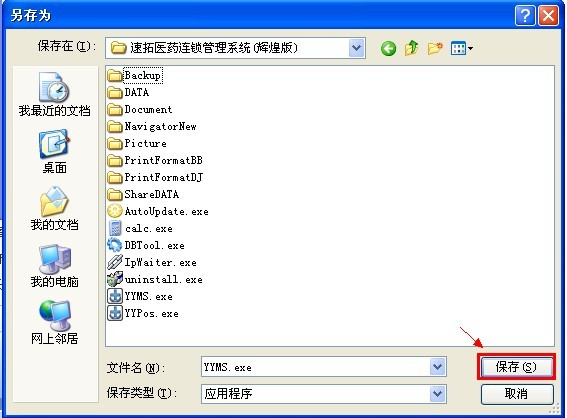 另存为
保存在(I):
速拓医药连锁管理系统(辉煌版)
我最近的文档
桌面
我的文档
我的电脑
网上邻居
Backup
DATA
Document
NavigatorNew
Picture
PrintFormatBB
PrintFormatDJ
ShareDATA
AutoUpdate.exe
calc.exe
DBTool.exe
IpWaiter.exe
uninstall.exe
YYMS.exe
YYPos.exe
文件名(N):
YYMS.exe
保存(S)
保存类型(T):
应用程序
取消